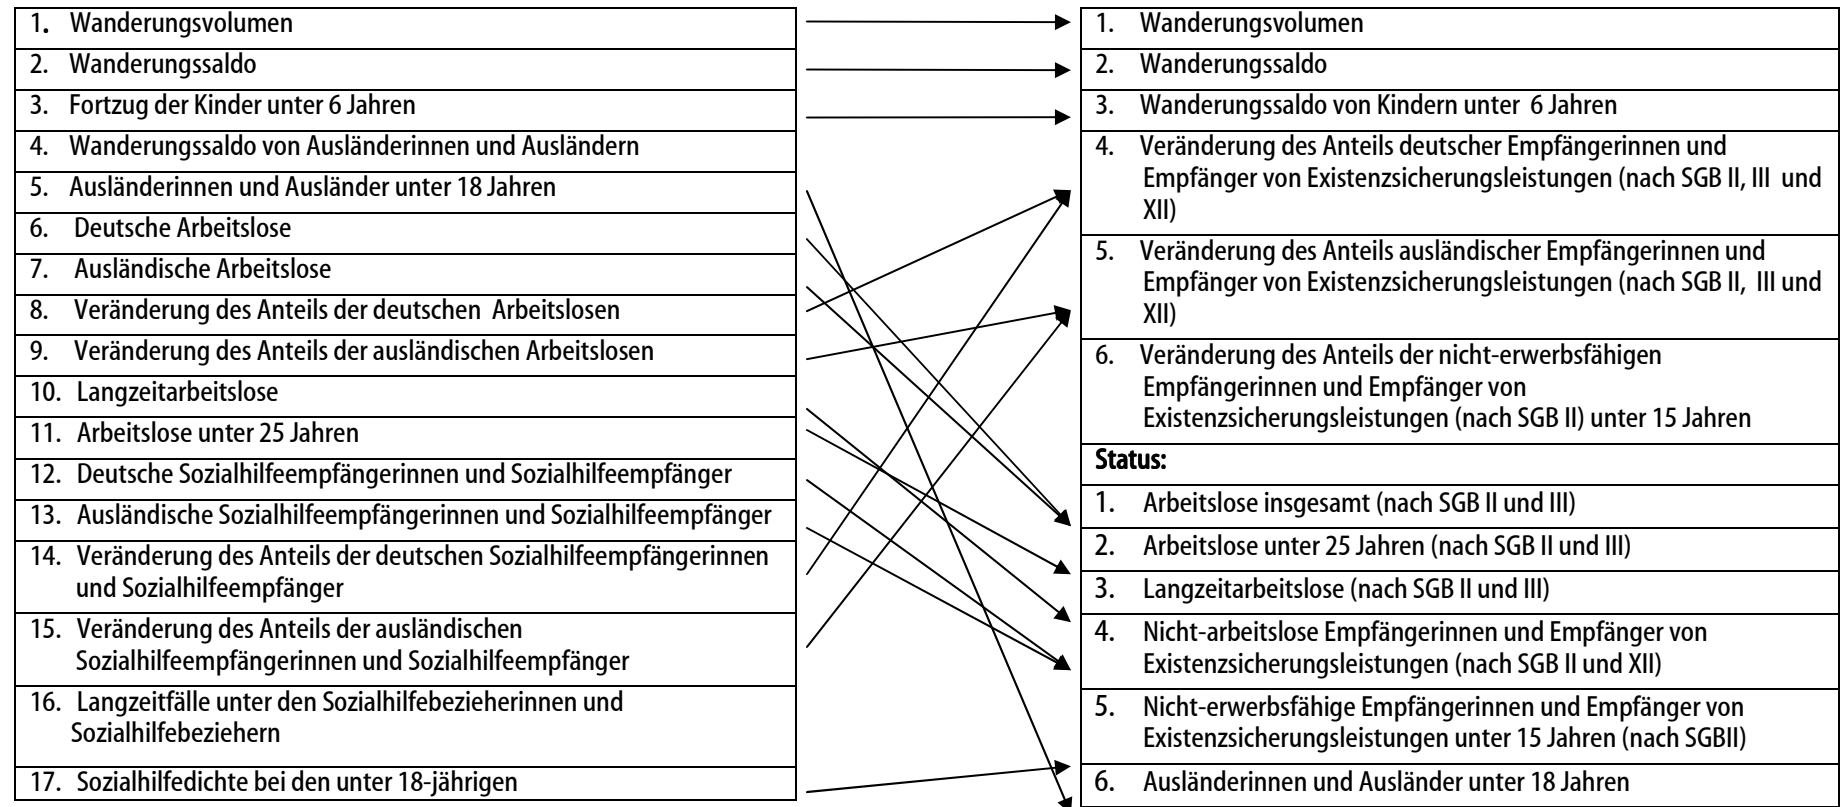 1. Wanderungsvolumen
2. Wanderungssaldo
3. Fortzug der Kinder unter 6 Jahren
4. Wanderungssaldo von Ausländerinnen und Ausländern
5. Ausländerinnen und Ausländer unter 18 Jahren
6. Deutsche Arbeitslose
7. Ausländische Arbeitslose
8. Veränderung des Anteils der deutschen Arbeitslosen
9. Veränderung des Anteils der ausländischen Arbeitslosen
10. Langzeitarbeitslose
11. Arbeitslose unter 25 Jahren
12. Deutsche Sozialhilfeempfängerinnen und Sozialhilfeempfänger
13. Ausländische Sozialhilfeempfängerinnen und Sozialhilfeempfänger
14. Veränderung des Anteils der deutschen Sozialhilfeempfängerinnen
und Sozialhilfeempfänger
15. Veränderung des Anteils der ausländischen
Sozialhilfeempfängerinnen und Sozialhilfeempfänger
16. Langzeitfälle unter den Sozialhilfebezieherinnen und
Sozialhilfebeziehern
17. Sozialhilfedichte bei den unter 18-jährigen
1. Wanderungsvolumen
2. Wanderungssaldo
3. Wanderungssaldo von Kindern unter 6 Jahren
4. Veränderung des Anteils deutscher Empfängerinnen und
Empfänger von Existenzsicherungsleistungen (nach SGB II, III und
XII)
5. Veränderung des Anteils ausländischer Empfängerinnen und
Empfänger von Existenzsicherungsleistungen (nach SGB II, III und
XII)
6. Veränderung des Anteils der nicht-erwerbsfähigen
Empfängerinnen und Empfänger von
Existenzsicherungsleistungen (nach SGB II) unter 15 Jahren
Status:
1. Arbeitslose insgesamt (nach SGB II und III)
2. Arbeitslose unter 25 Jahren (nach SGB II und III)
3. Langzeitarbeitslose (nach SGB II und III)
4. Nicht-arbeitslose Empfängerinnen und Empfänger von
Existenzsicherungsleistungen (nach SGB II und XII)
5. Nicht-erwerbsfähige Empfängerinnen und Empfänger von
Existenzsicherungsleistungen unter 15 Jahren (nach SGBII)
6. Ausländerinnen und Ausländer unter 18 Jahren